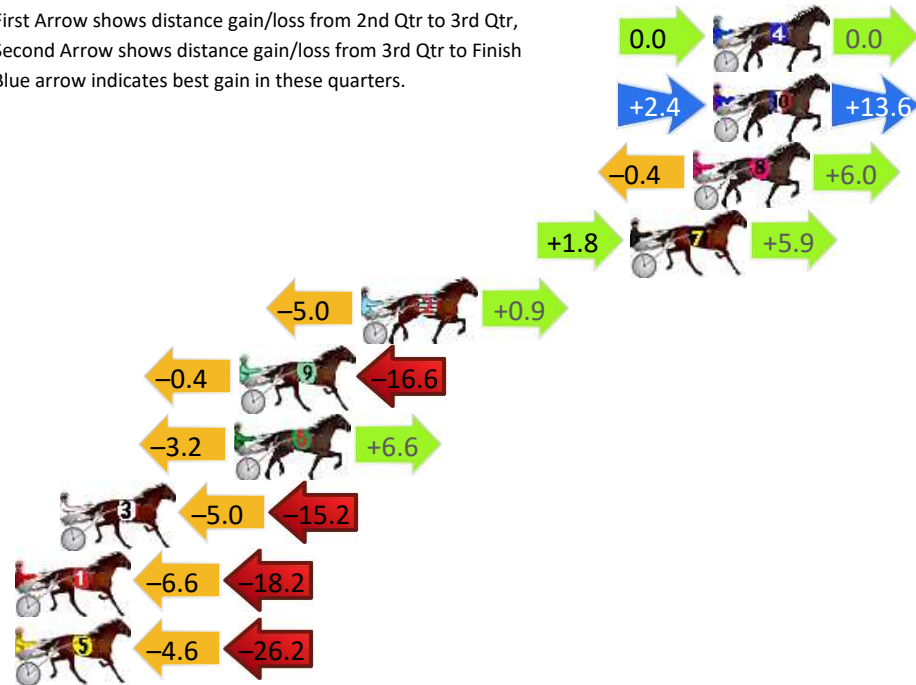 First Arrow shows distance gain/loss from 2nd Qtr to 3rd Qtr,
Second Arrow shows distance gain/loss from 3rd Qtr to Finish
Blue arrow indicates best gain in these quarters.
0.0 4 0.0
+2.4 10 +13.6
–0.4 8 +6.0
+1.8 7 +5.9
–5.0 2 +0.9
–0.4 9 –16.6
–3.2 6 +6.6
3 –5.0 –15.2
1 –6.6 –18.2
5 –4.6 –26.2